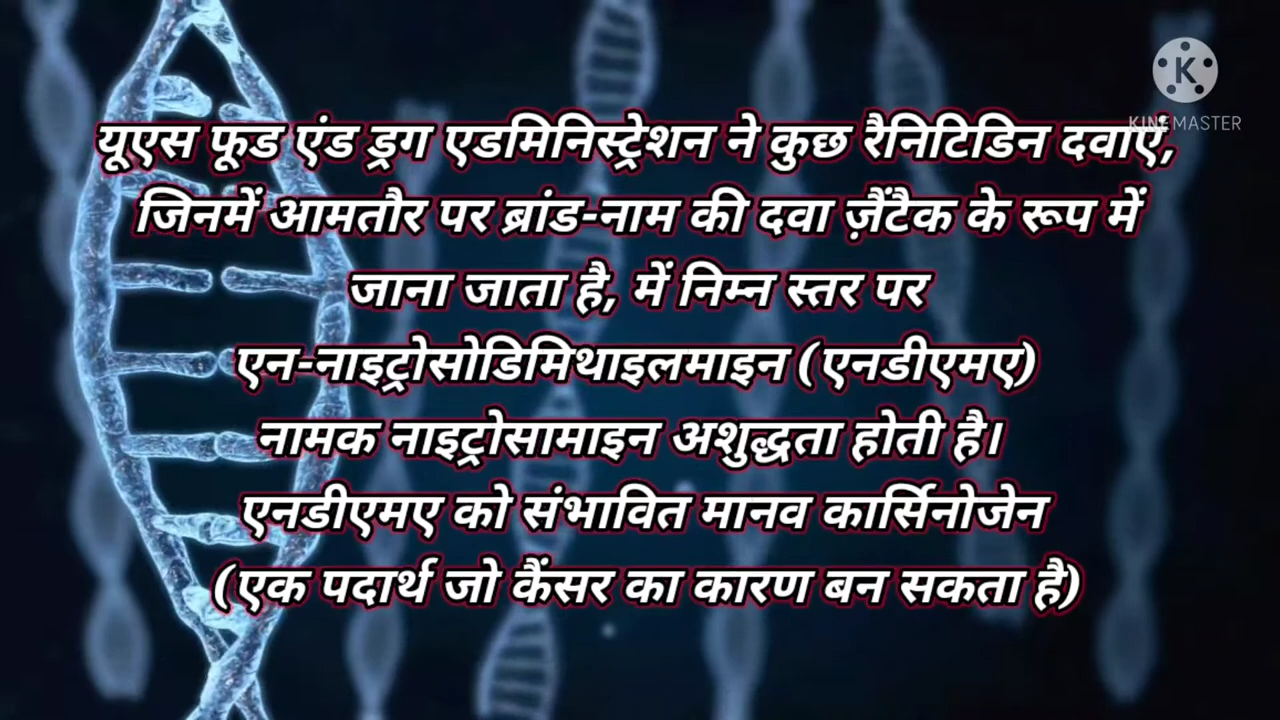 KINEMASTER
यूएस फूड एंड ड्रग एडमिनिस्ट्रेशन ने कुछ रैनिटिडिन दवाएं,
जिनमें आमतौर पर ब्रांड-नाम की दवा ज़ैंटैक के रूप में
जाना जाता है, में निम्न स्तर पर
एन-नाइट्रोसोडिमिथाइलमाइन (एनडीएमए)
नामक नाइट्रोसामाइन अशुद्धता होती है।
एनडीएमए को संभावित मानव कार्सिनोजेन
(एक पदार्थ जो कैंसर का कारण बन सकता है)